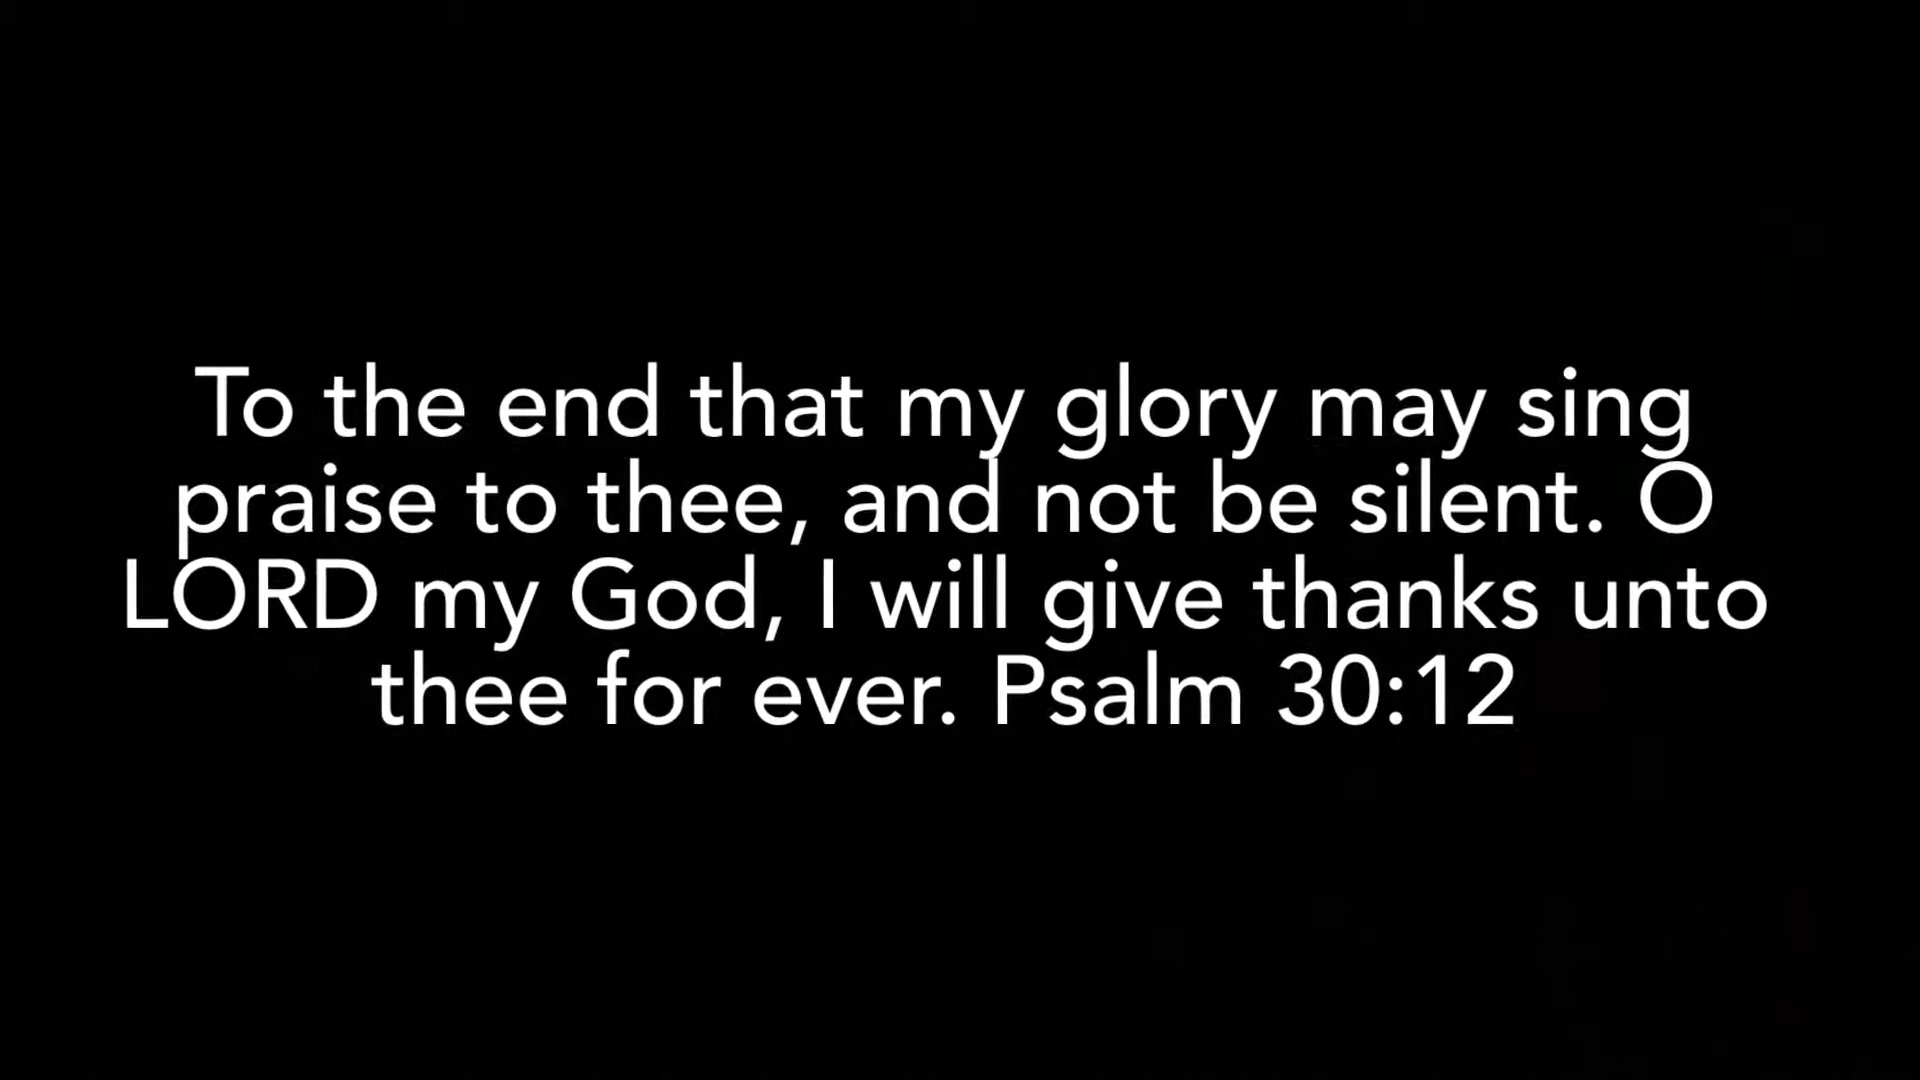 To the end that my glory may sing
praise to thee, and not be silent. O
LORD my God, I will give thanks unto
thee for ever. Psalm 30:12